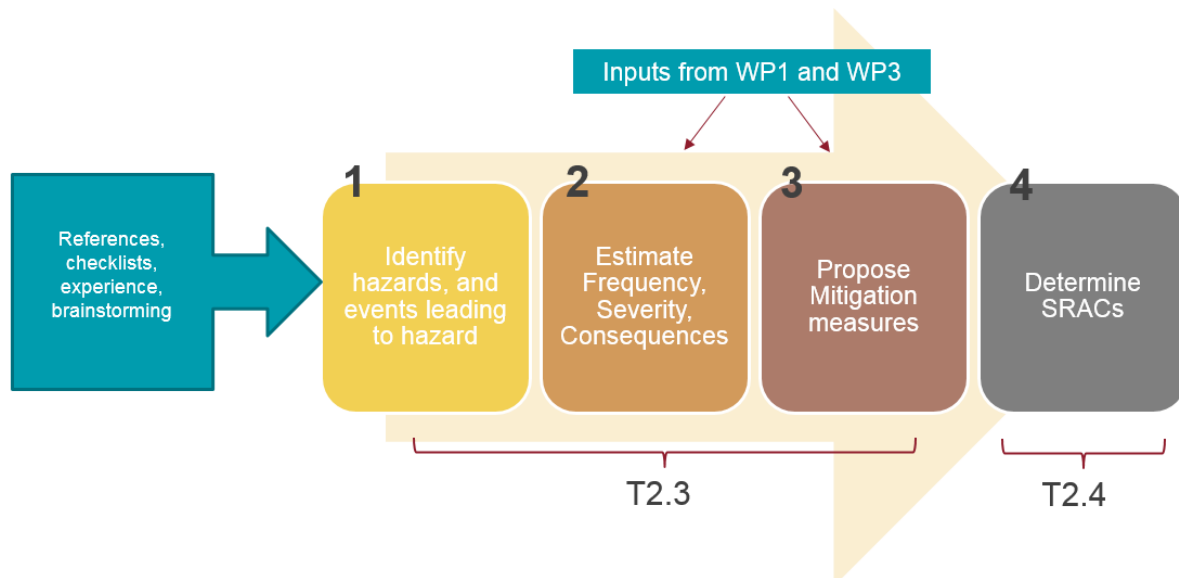 Inputs from WP1 and WP3
References,
checklists,
experience,
brainstorming
1
Identify
hazards, and
events leading
to hazard
2
Estimate
Frequency,
Severity,
Consequences
3
Propose
Mitigation
measures
4
Determine
SRACs
T2.3
T2.4